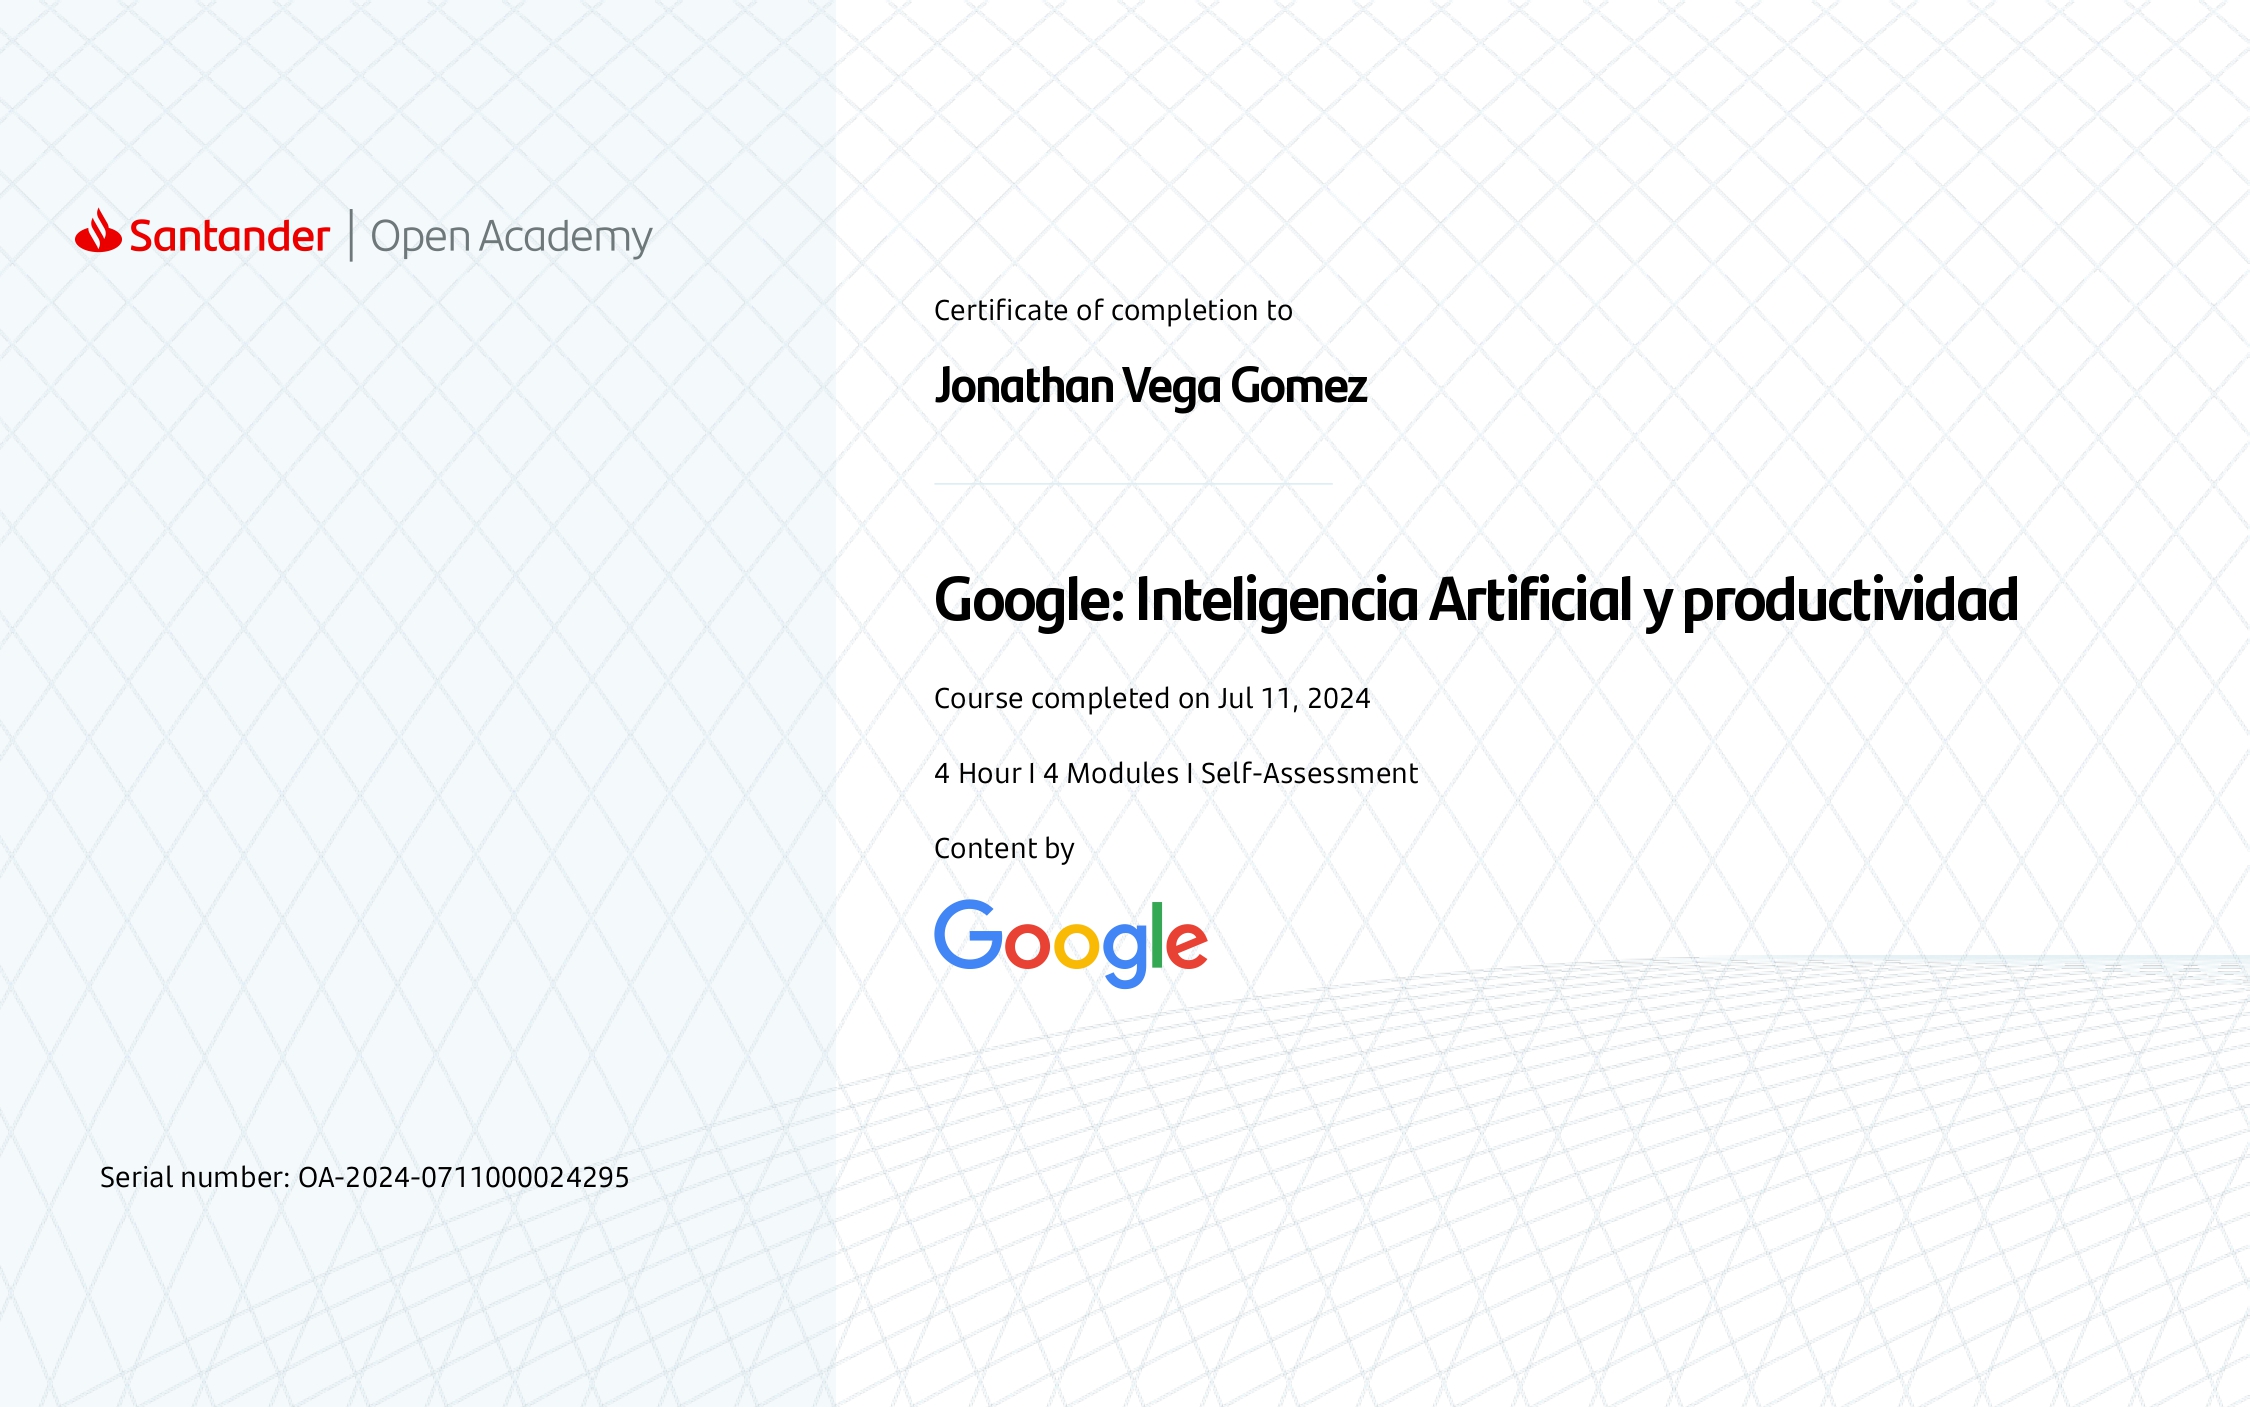 Santander | Open Academy
Certificate of completion to
Jonathan Vega Gomez
Google: Inteligencia Artificial y productividad
Course completed on Jul 11, 2024
4 Hour I 4 Modules I Self-Assessment
Content by
Google
Serial number: OA-2024-0711000024295